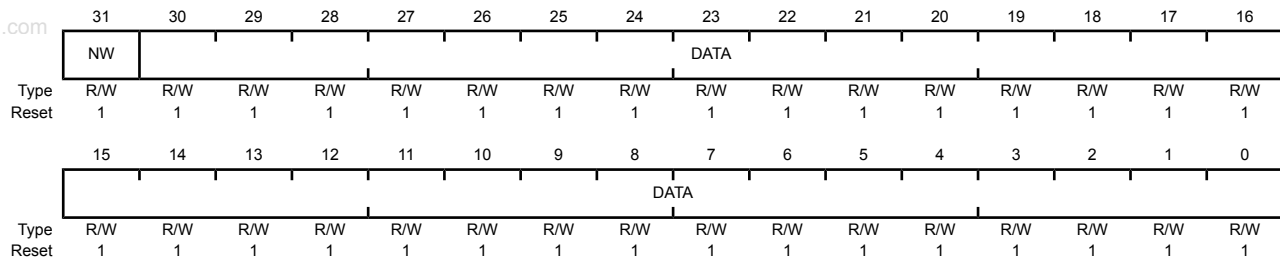 31 30 29 28 27 26 25 24 23 22 21 20 19 18 17 16
.com
NW DATA
Type R/W R/W R/W R/W R/W R/W R/W R/W R/W R/W R/W R/W R/W R/W R/W R/W
Reset 1 1 1 1 1 1 1 1 1 1 1 1 1 1 1 1
15 14 13 12 11 10 9 8 7 6 5 4 3 2 1 0
DATA
Type R/W R/W R/W R/W R/W R/W R/W R/W R/W R/W R/W R/W R/W R/W R/W R/W
Reset 1 1 1 1 1 1 1 1 1 1 1 1 1 1 1 1